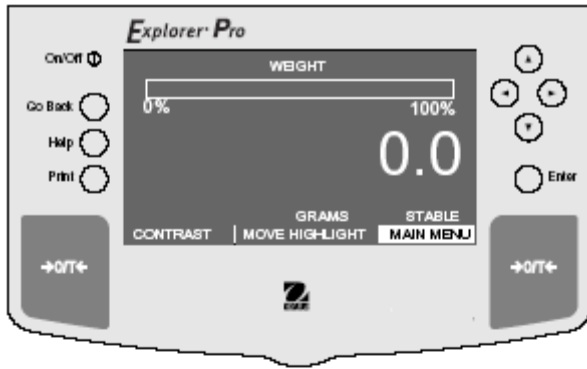 Explorer® Pro
On/Off
WEIGHT
Go Back
0% 100%
Help
0.0
Print
Enter
GRAMS STABLE
CONTRAST MOVE HIGHLIGHT MAIN MENU
→0/T← →0/T←